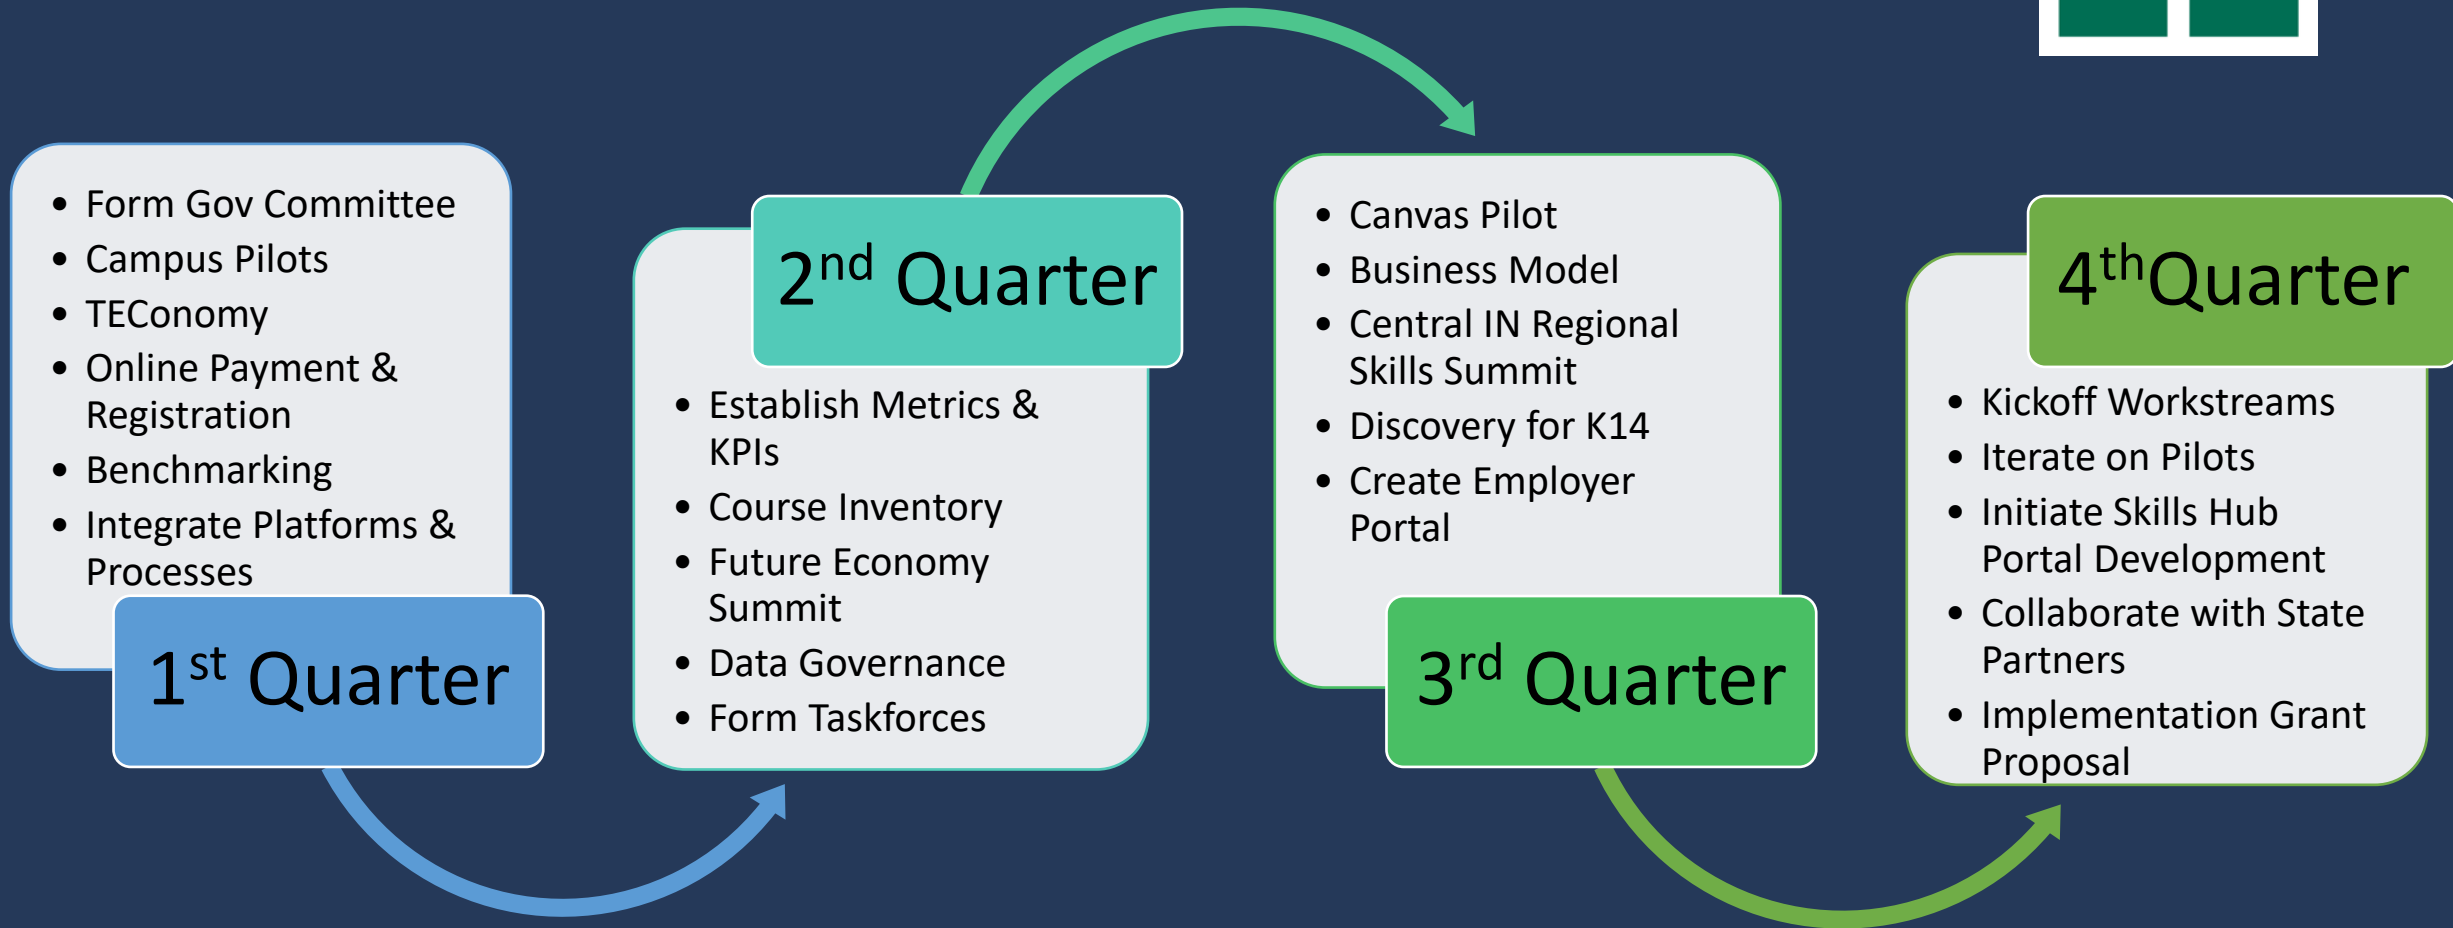 • Form Gov Committee
• Campus Pilots
• TEConomy
• Online Payment &
Registration
• Benchmarking
• Integrate Platforms &
Processes
1st Quarter
2nd Quarter
• Establish Metrics &
KPIs
• Course Inventory
• Future Economy
Summit
• Data Governance
• Form Taskforces
• Canvas Pilot
• Business Model
• Central IN Regional
Skills Summit
• Discovery for K14
• Create Employer
Portal
3rd Quarter
4thQuarter
• Kickoff Workstreams
• Iterate on Pilots
• Initiate Skills Hub
Portal Development
• Collaborate with State
Partners
• Implementation Grant
Proposal